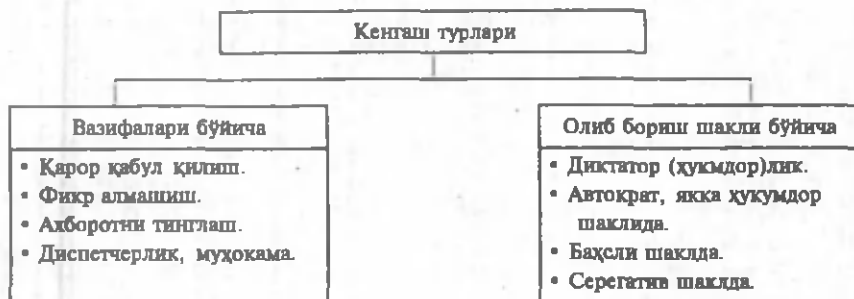 Кенгаш турлари
Вазифалари бўйича
• Қарор қабул қилиш.
• Фикр алмашиш.
• Ахборотни тинглаш.
• Диспетчерлик, муҳокама.
Олиб бориш шакли бўйича
• Диктатор (ҳукмдор)лик.
• Автократ, якка ҳукумдор
шаклида.
• Баҳсли шаклда.
• Серегатив шаклда.